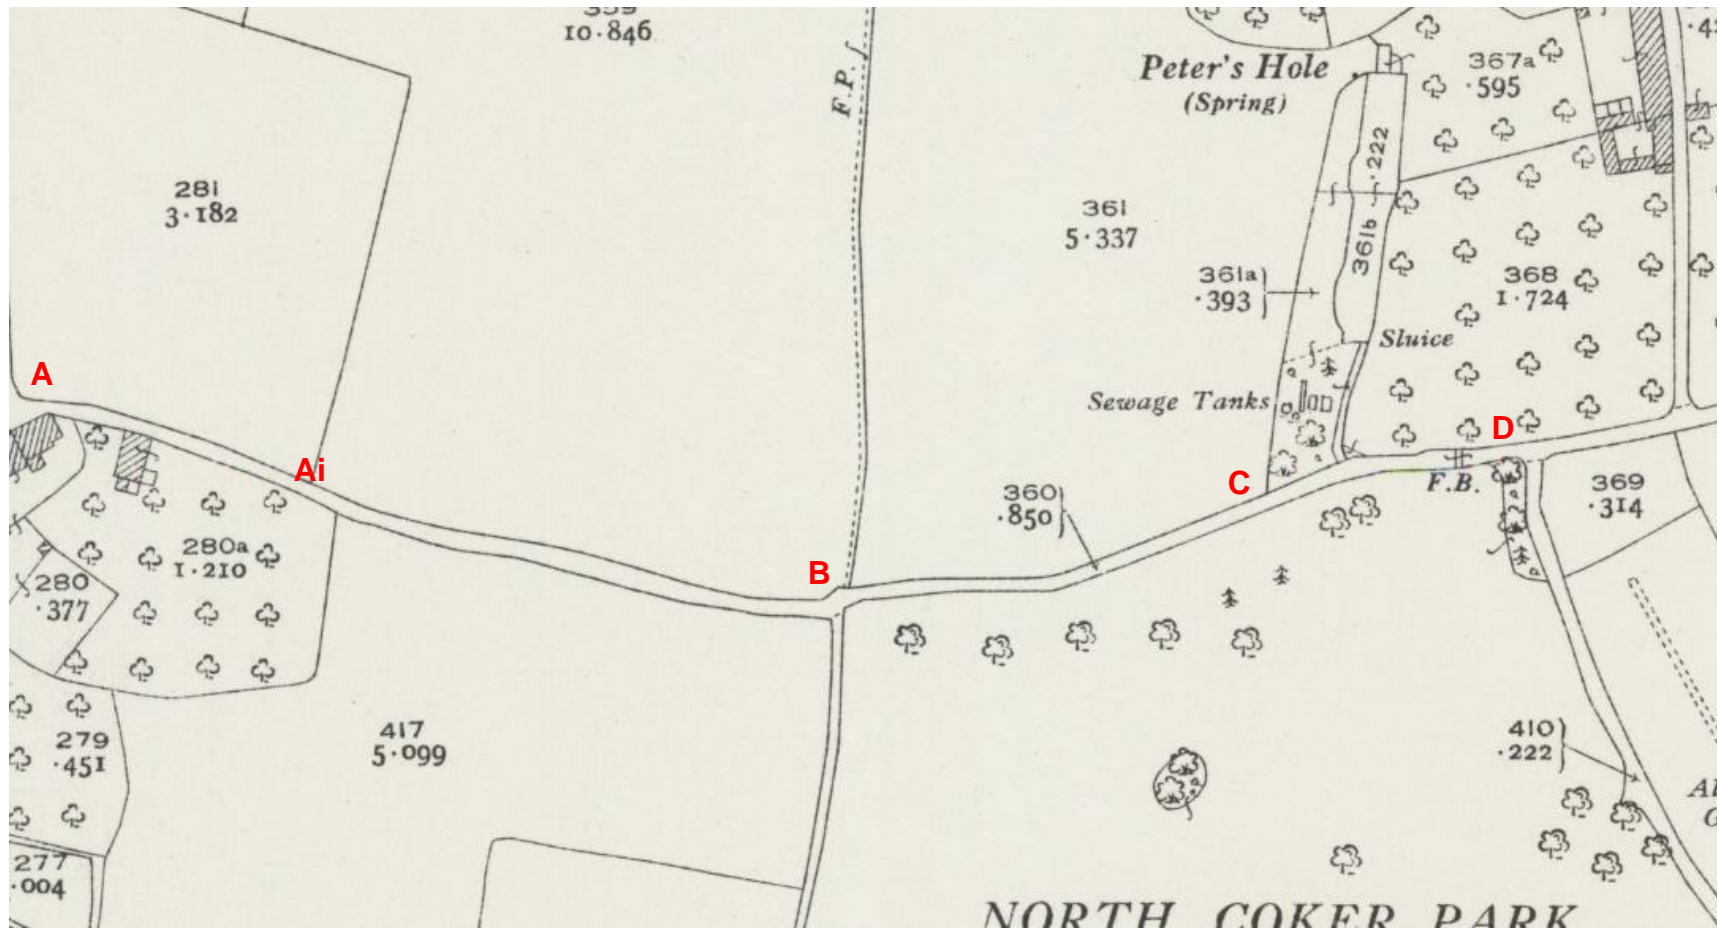 359
10·846
F.P.
Peter's Hole
(Spring)
367a
·595
281
3·182
·222
361
5·337
361b
361a
·393
368
1·724
Sluice
A
Sewage Tanks
D
Ai
C
F.B.
369
·314
360
·850
B
280a
1·210
280
·377
279
·451
417
5·099
410
·222
277
·004
NORTH COKER PARK